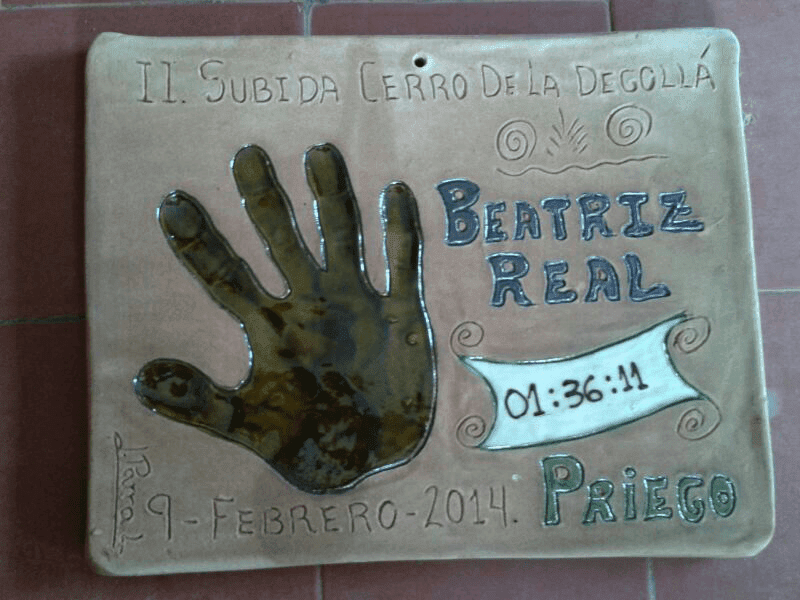 II. SUBIDA CERRO DE LA DEGOLLÁ
BEATRIZ
REAL
01:36:11
PRIEGO
9-FEBRERO-2014.